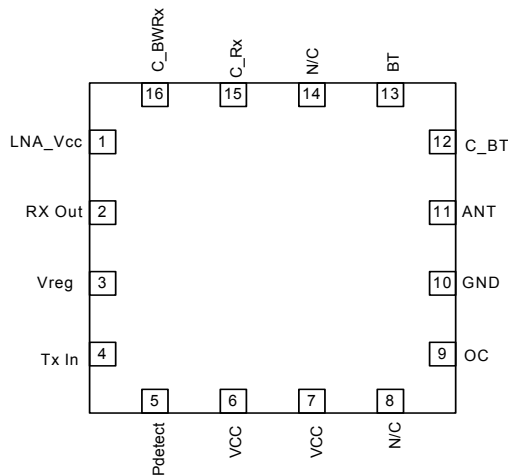 C_BWRx
C_Rx
N/C
BT
16
15
14
13
LNA_Vcc
1
12
C_BT
RX Out
2
11
ANT
Vreg
3
10
GND
Tx In
4
9
OC
5
6
7
8
Pdetect
VCC
VCC
N/C